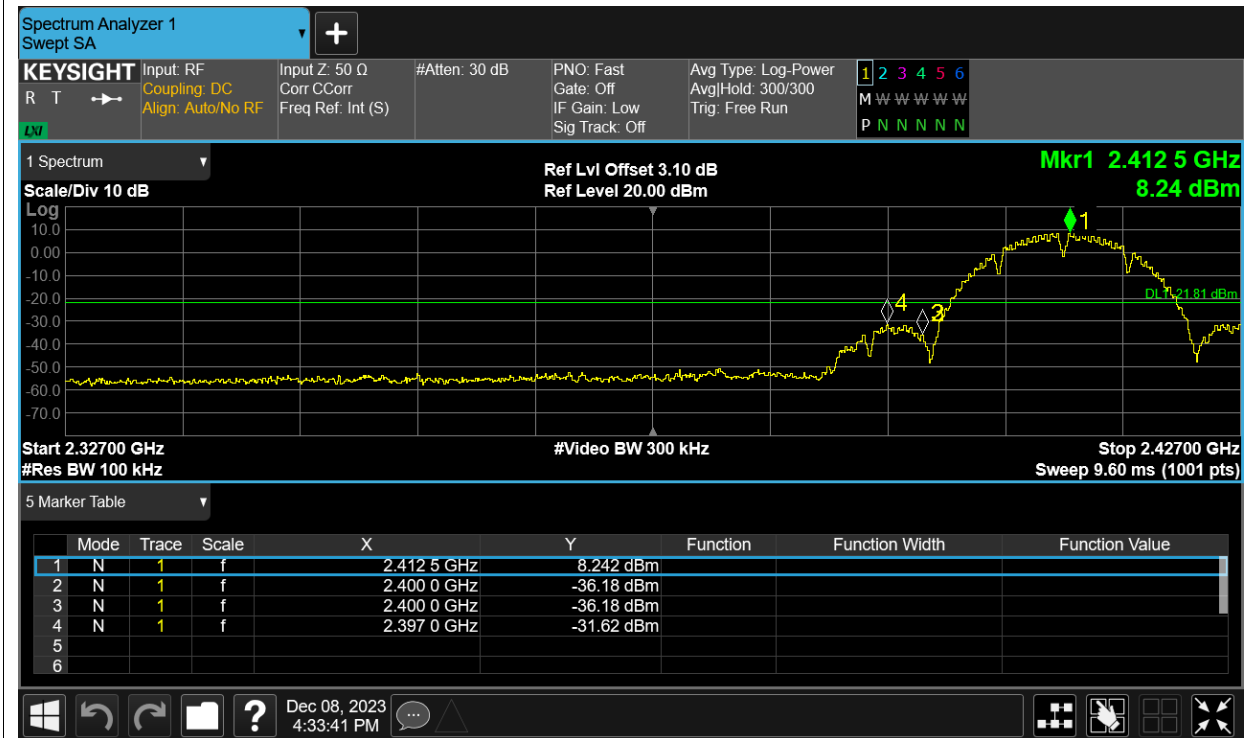 Spectrum Analyzer 1
Swept SA
KEYSIGHT
R T
LXI
Input: RF
Coupling: DC
Align: Auto/No RF
Input Z: 50 Ω
Corr CCorr
Freq Ref: Int (S)
#Atten: 30 dB
PNO: Fast
Gate: Off
IF Gain: Low
Sig Track: Off
Avg Type: Log-Power
Avg|Hold: 300/300
Trig: Free Run
1 2 3 4 5 6
M W W W W W
P N N N N N N
1 Spectrum
Scale/Div 10 dB
Ref Lvl Offset 3.10 dB
Ref Level 20.00 dBm
Mkr1 2.412 5 GHz
8.24 dBm
Log
10.0
0.00
-10.0
-20.0
-30.0
-40.0
-50.0
-60.0
-70.0
1
4
DL1 -21.81 dBm
Start 2.32700 GHz
#Video BW 300 kHz
Stop 2.42700 GHz
#Res BW 100 kHz
Sweep 9.60 ms (1001 pts)
5 Marker Table
Mode Trace Scale X Y Function Function Width Function Value
1 N 1 f 2.412 5 GHz 8.242 dBm
2 N 1 f 2.400 0 GHz -36.18 dBm
3 N 1 f 2.400 0 GHz -36.18 dBm
4 N 1 f 2.397 0 GHz -31.62 dBm
5
6
?
Dec 08, 2023
4:33:41 PM